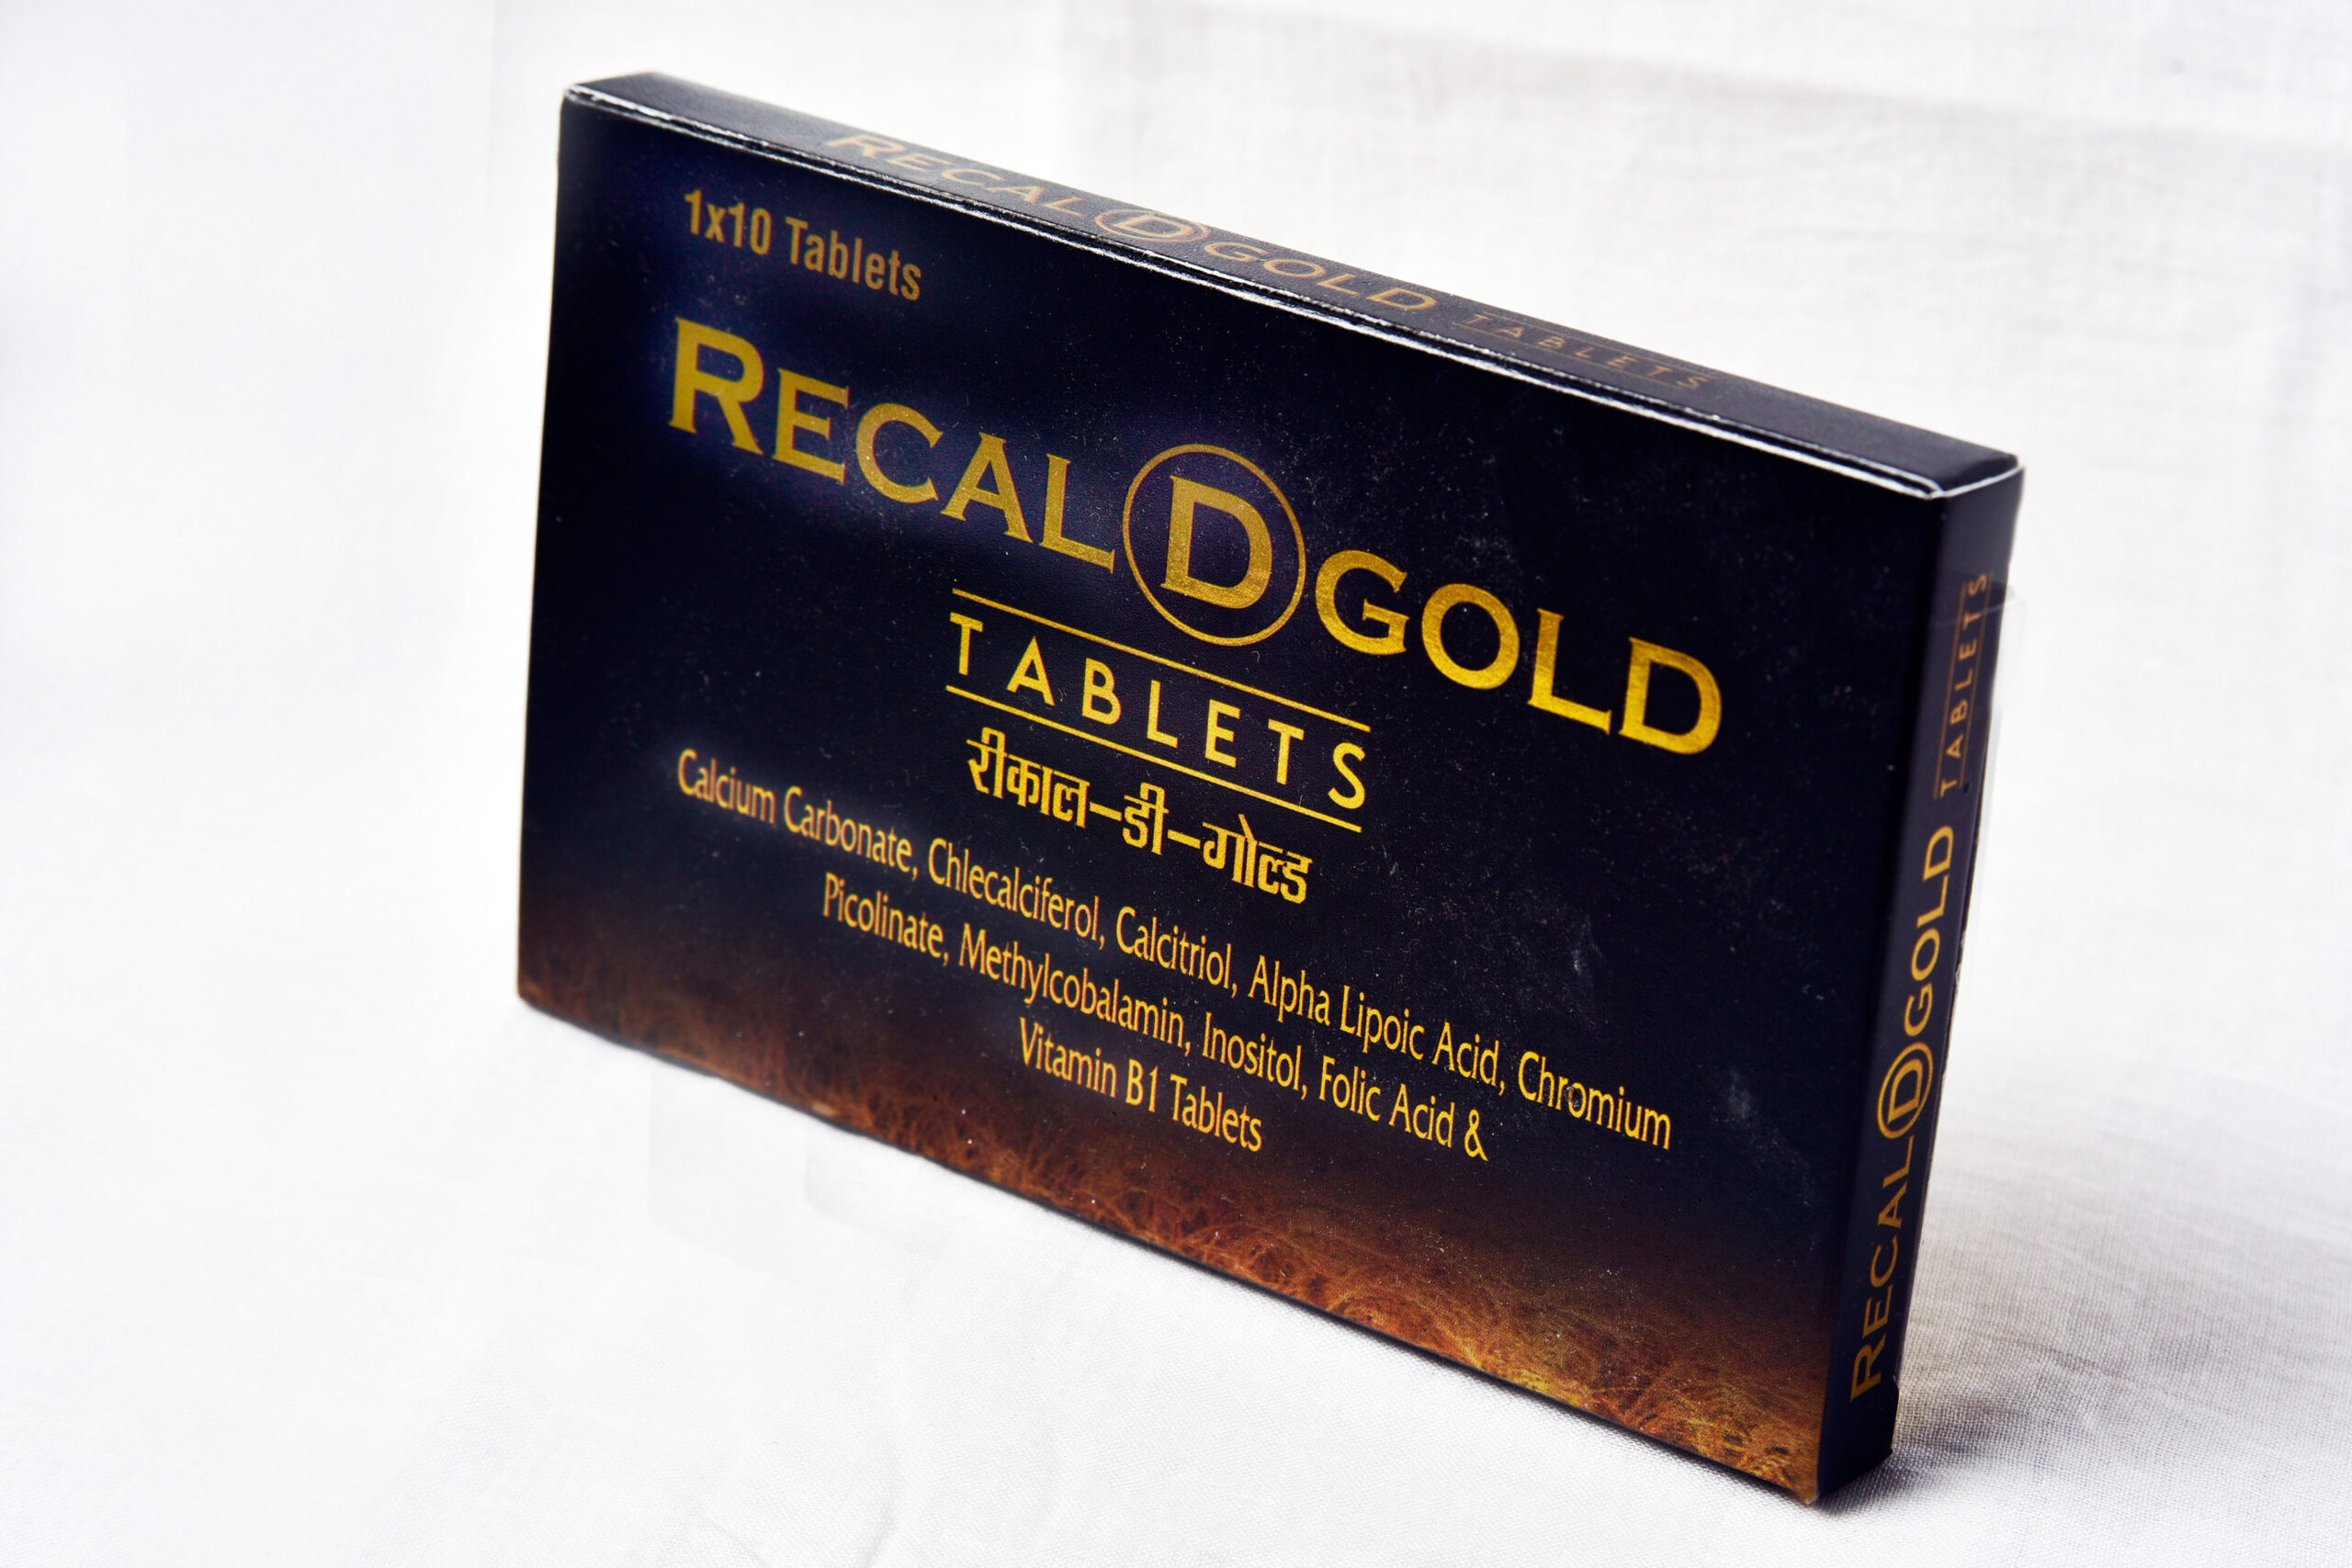 RECAL D GOLD TABLETS
1x10 Tablets
RECAL D GOLD
TABLETS
रीकाल-डी-गोल्ड
Calcium Carbonate, Chlecalciferol, Calcitriol, Alpha Lipoic Acid, Chromium
Picolinate, Methylcobalamin, Inositol, Folic Acid &
Vitamin B1 Tablets
RECAL D GOLD TABLETS